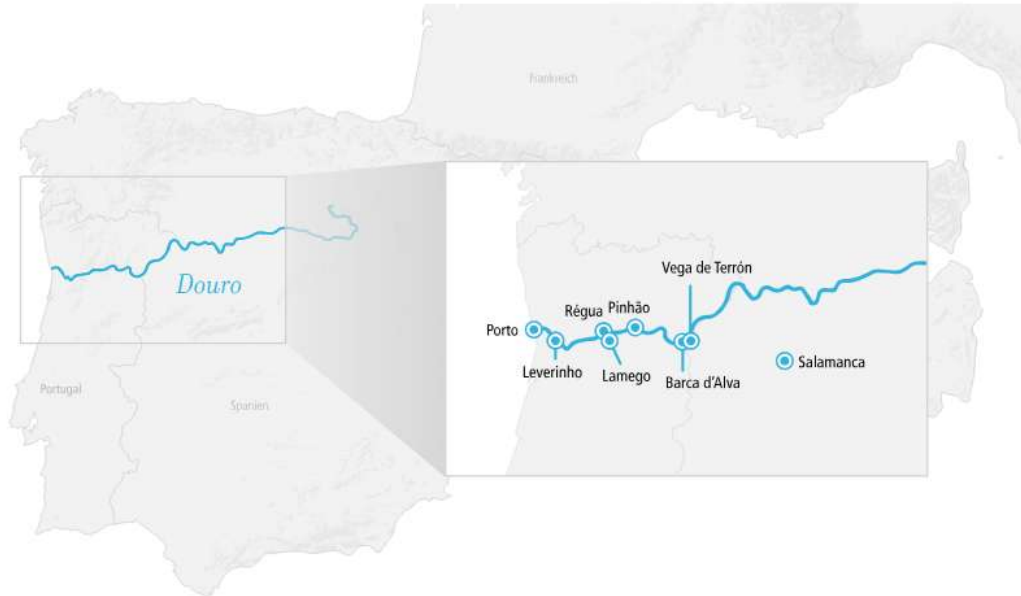 Frankreich
Douro
Portugal
Spanien
Vega de Terrón
Régua
Pinhão
Porto
Leverinho
Lamego
Barca d'Alva
Salamanca